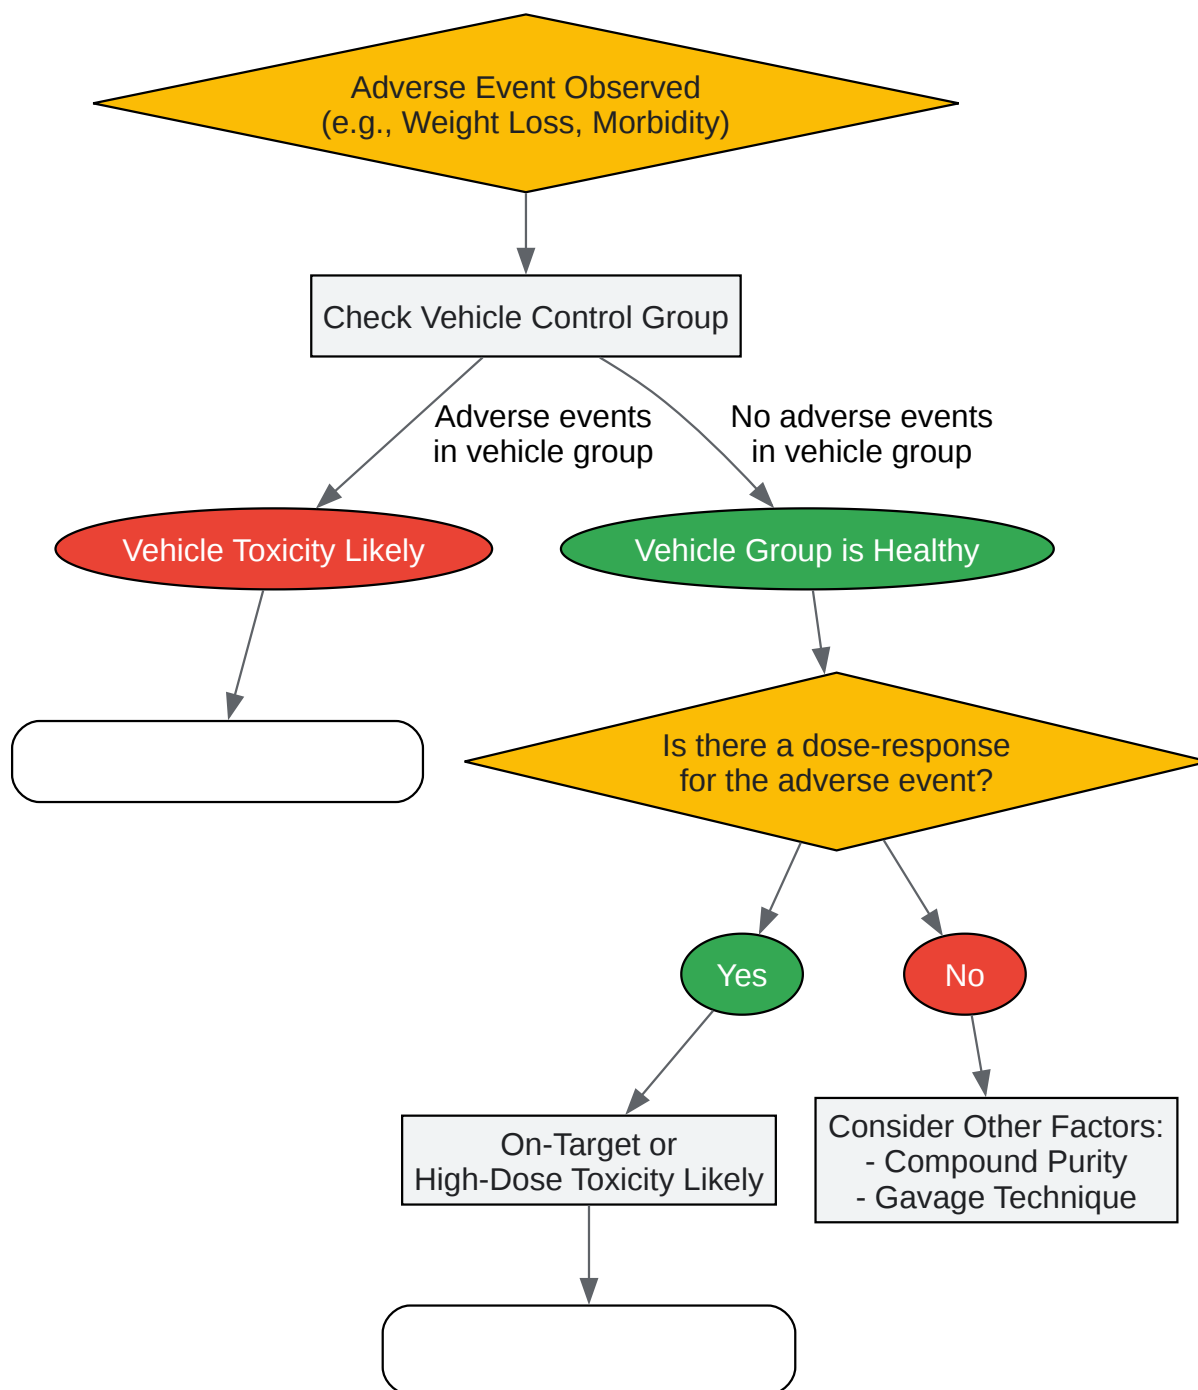 Adverse Event Observed
(e.g., Weight Loss, Morbidity)
Check Vehicle Control Group
Adverse events
in vehicle group
No adverse events
in vehicle group
Vehicle Toxicity Likely
Vehicle Group is Healthy
Is there a dose-response
for the adverse event?
Yes
No
On-Target or
High-Dose Toxicity Likely
Consider Other Factors:
- Compound Purity
- Gavage Technique